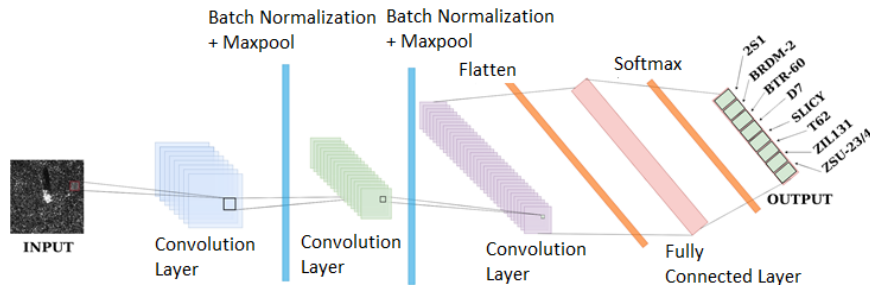 Batch Normalization
+ Maxpool
Batch Normalization
+ Maxpool
Flatten
Softmax
2S1
BRDM-2
BTR-60
D7
SLICY
T62
ZIL131
ZSU-23/4
OUTPUT
INPUT
Convolution
Layer
Convolution
Layer
Convolution
Layer
Fully
Connected Layer